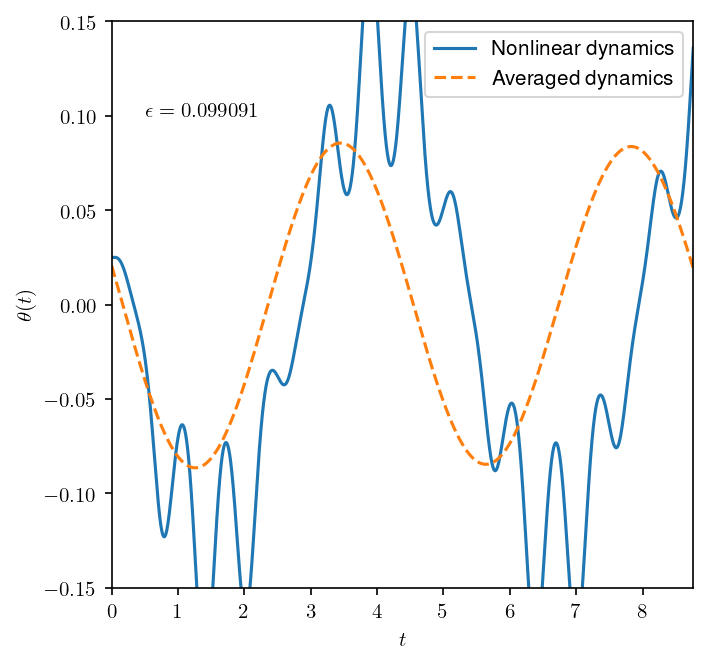 0.15
Nonlinear dynamics
Averaged dynamics
ϵ = 0.099091
0.10
0.05
0.00
−0.05
−0.10
−0.15
θ(t)
0 1 2 3 4 5 6 7 8
t